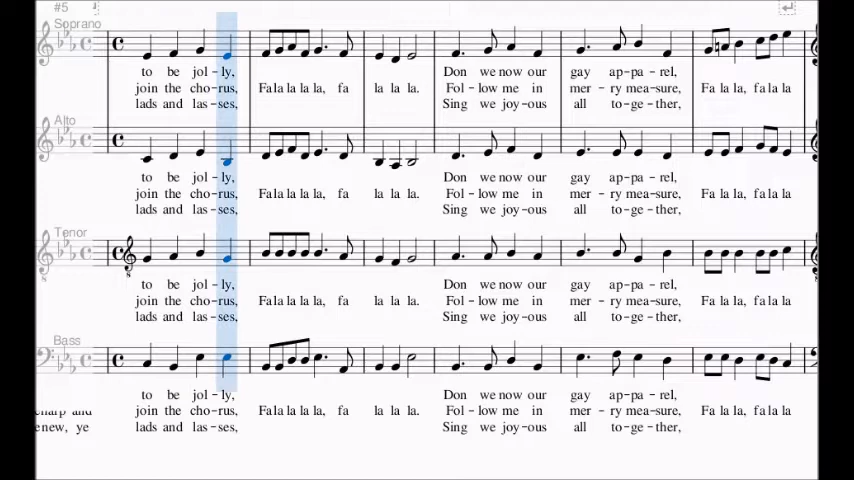 #5
Soprano
to be jol-ly, Don we now our gay ap-pa-rel,
join the cho-rus, Fa la la la la, fa la la la. Fol-low me in mer-ry mea-sure, Fa la la, fa la la
lads and las-ses, Sing we joy-ous all to-ge-ther,
Alto
to be jol-ly, Don we now our gay ap-pa-rel,
join the cho-rus, Fa la la la la, fa la la la. Fol-low me in mer-ry mea-sure, Fa la la, fa la la
lads and las-ses, Sing we joy-ous all to-ge-ther,
Tenor
to be jol-ly, Don we now our gay ap-pa-rel,
join the cho-rus, Fa la la la la, fa la la la. Fol-low me in mer-ry mea-sure, Fa la la, fa la la
lads and las-ses, Sing we joy-ous all to-ge-ther,
Bass
to be jol-ly, Don we now our gay ap-pa-rel,
harp and join the cho-rus, Fa la la la la, fa la la la. Fol-low me in mer-ry mea-sure, Fa la la, fa la la
enew, ye lads and las-ses, Sing we joy-ous all to-ge-ther,